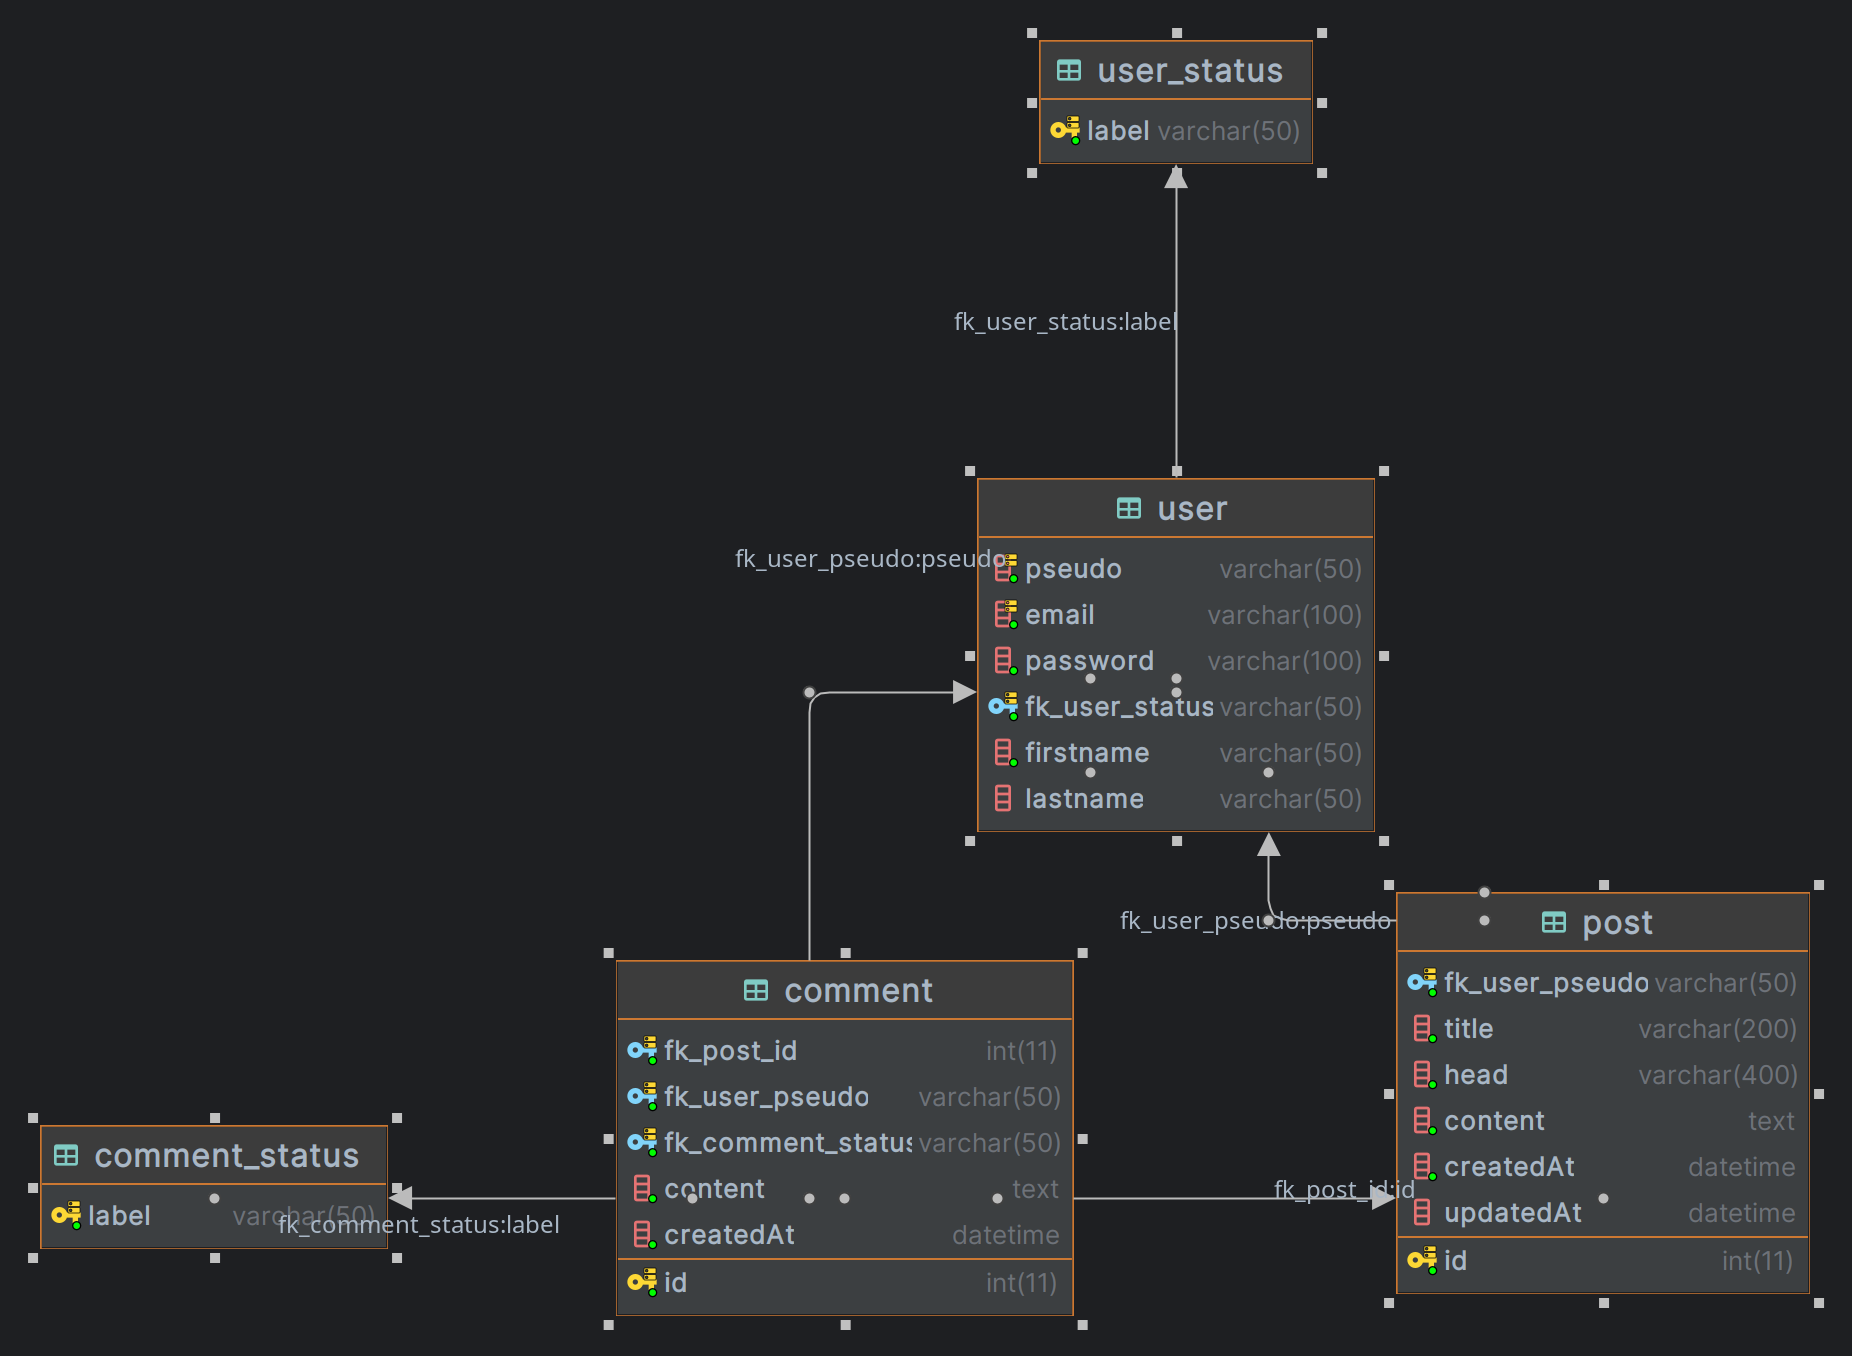 user_status
label varchar(50)
fk_user_status:label
user
fk_user_pseudo:pseudo
pseudo varchar(50)
email varchar(100)
password varchar(100)
fk_user_status varchar(50)
firstname varchar(50)
lastname varchar(50)
fk_user_pseudo:pseudo
post
fk_user_pseudo varchar(50)
title varchar(200)
head varchar(400)
content text
createdAt datetime
updatedAt datetime
id int(11)
comment
fk_post_id int(11)
fk_user_pseudo varchar(50)
fk_comment_status varchar(50)
content text
createdAt datetime
id int(11)
fk_post_id:id
comment_status
label varchar(50)
fk_comment_status:label